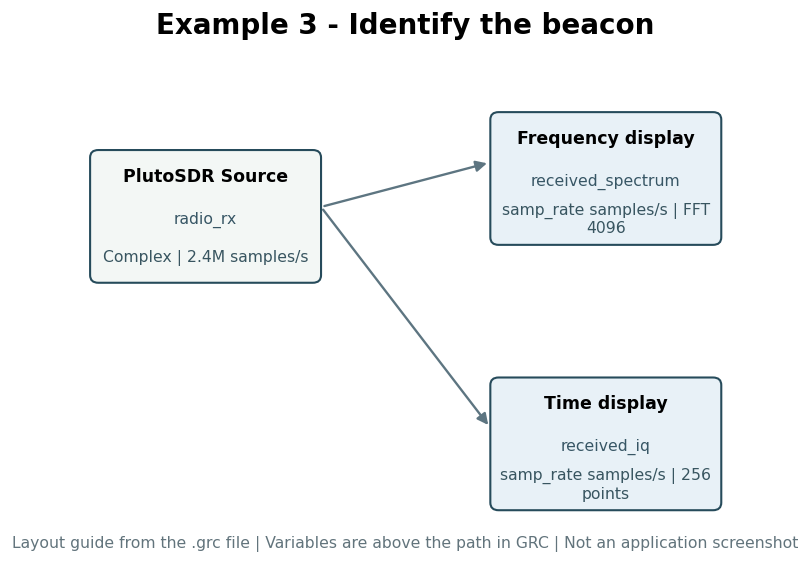 Example 3 - Identify the beacon
PlutoSDR Source
radio_rx
Complex | 2.4M samples/s
Frequency display
received_spectrum
samp_rate samples/s | FFT
4096
Time display
received_iq
samp_rate samples/s | 256
points
Layout guide from the .grc file | Variables are above the path in GRC | Not an application screenshot